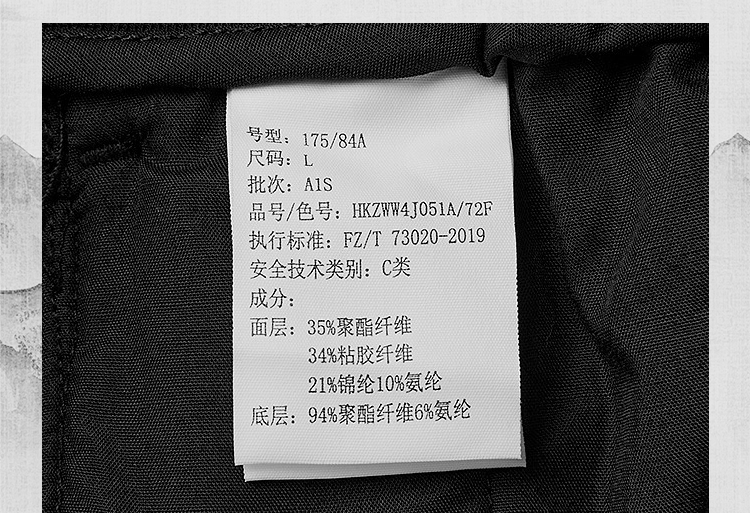 号型: 175/84A
尺码: L
批次: A1S
品号/色号: HKZWW4J051A/72F
执行标准: FZ/T 73020-2019
安全技术类别: C类
成分:
面层: 35%聚酯纤维
34%粘胶纤维
21%锦纶10%氨纶
底层: 94%聚酯纤维6%氨纶